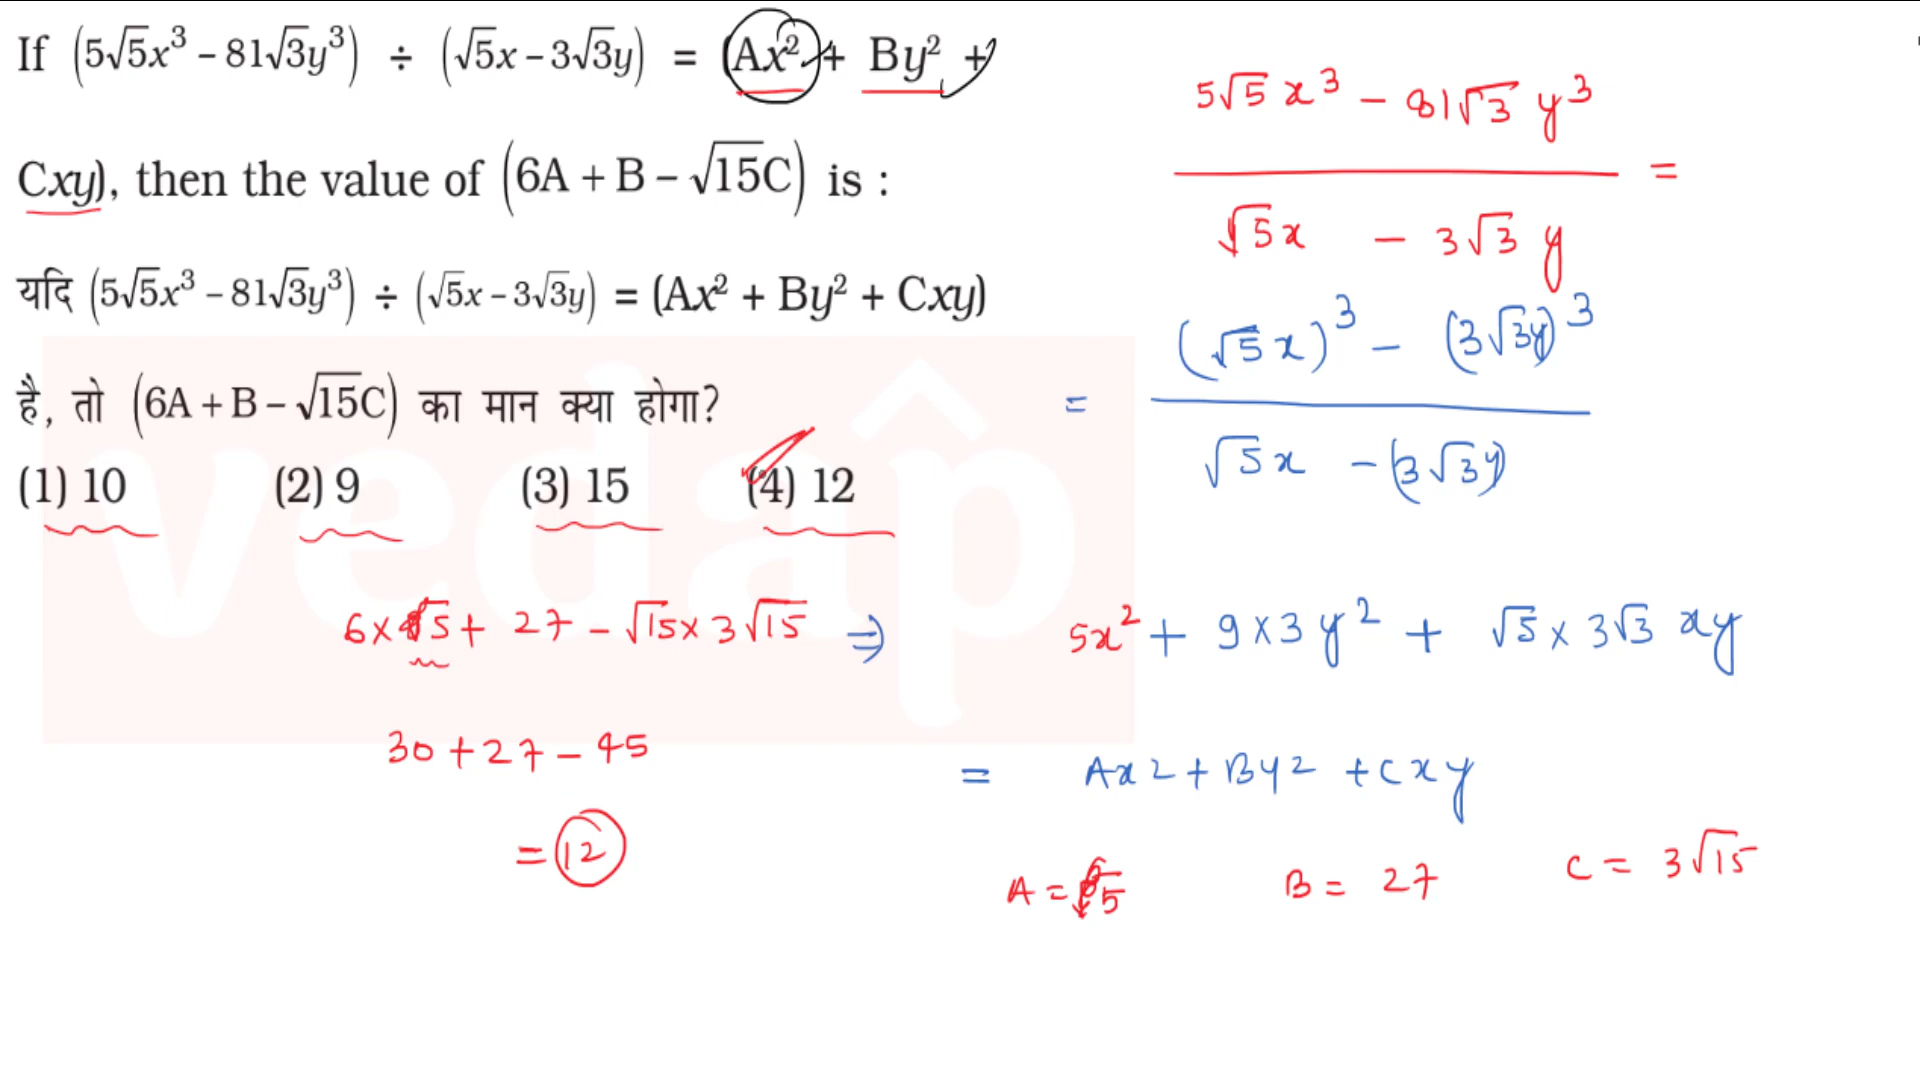 If (5√5x³ – 81√3y³) ÷ (√5x – 3√3y) = (Ax² + By² +
Cxy), then the value of (6A + B – √15C) is :
यदि (5√5x³ – 81√3y³) ÷ (√5x – 3√3y) = (Ax² + By² + Cxy)
है, तो (6A + B – √15C) का मान क्या होगा?
(1) 10 (2) 9 (3) 15 (4) 12
vedap
6 × 5 + 27 – √15 × 3√15 ⇒
30 + 27 – 45
= 12
5√5 x³ – 81√3 y³
=
√5x – 3√3 y
(√5x)³ – (3√3y)³
=
√5x – (3√3y)
5x² + 9×3 y² + √5 × 3√3 xy
= Ax2 + By2 + cxy
A = 5 B = 27 C = 3√15